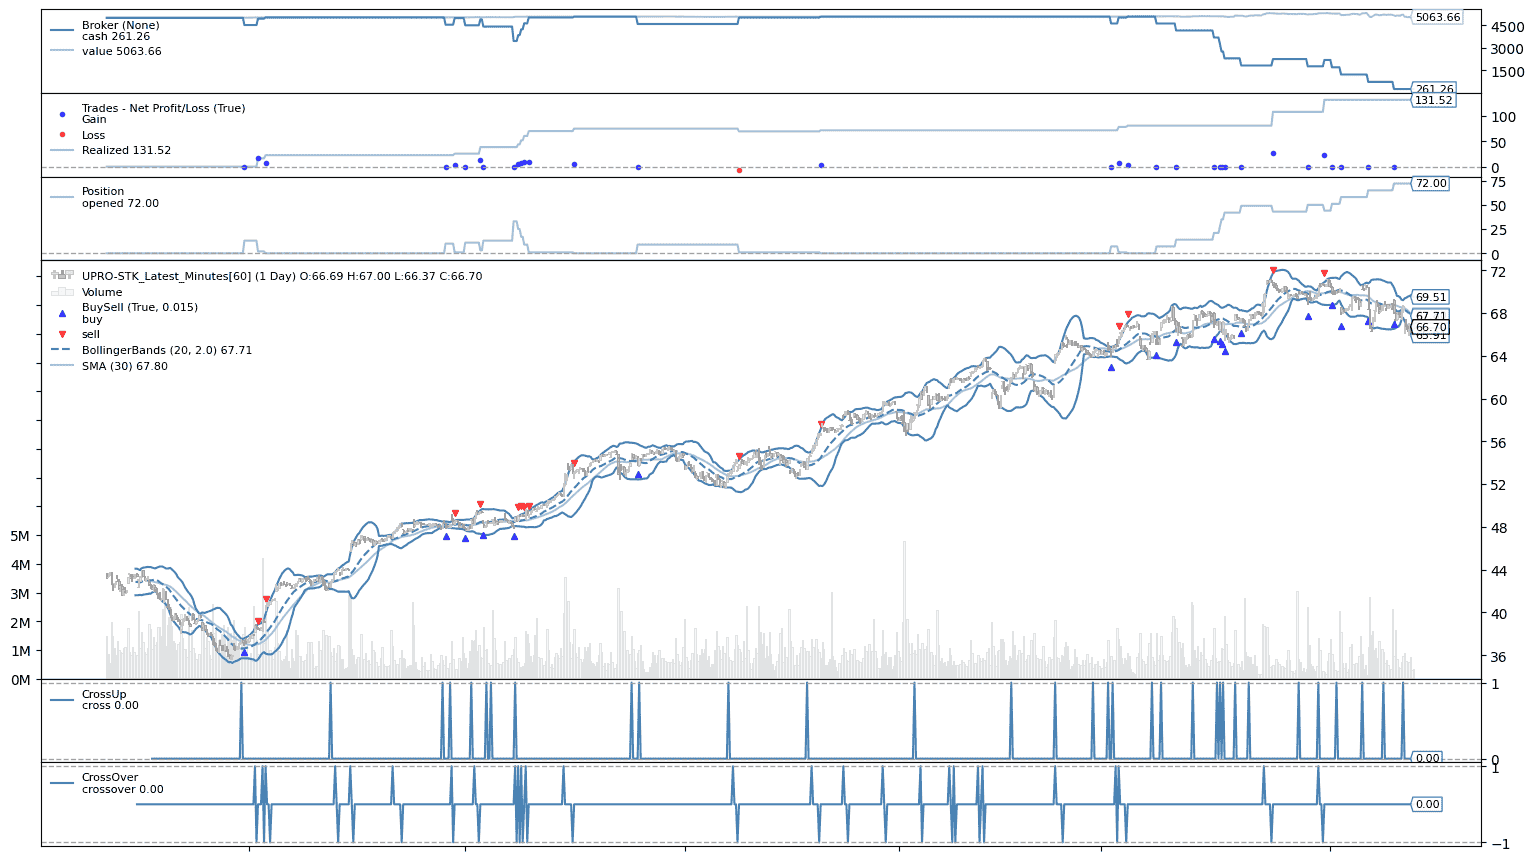 Broker (None)
cash 261.26
value 5063.66
5063.66
4500
3000
1500
261.26
Trades - Net Profit/Loss (True)
Gain
Loss
Realized 131.52
131.52
100
50
0
Position
opened 72.00
72.00
75
50
25
0
UPRO-STK_Latest_Minutes[60] (1 Day) O:66.69 H:67.00 L:66.37 C:66.70
Volume
BuySell (True, 0.015)
buy
sell
BollingerBands (20, 2.0) 67.71
SMA (30) 67.80
72
69.51
68
67.71
66.70
65.91
64
60
56
52
48
44
40
36
5M
4M
3M
2M
1M
0M
CrossUp
cross 0.00
1
0.00
0
CrossOver
crossover 0.00
1
0.00
−1